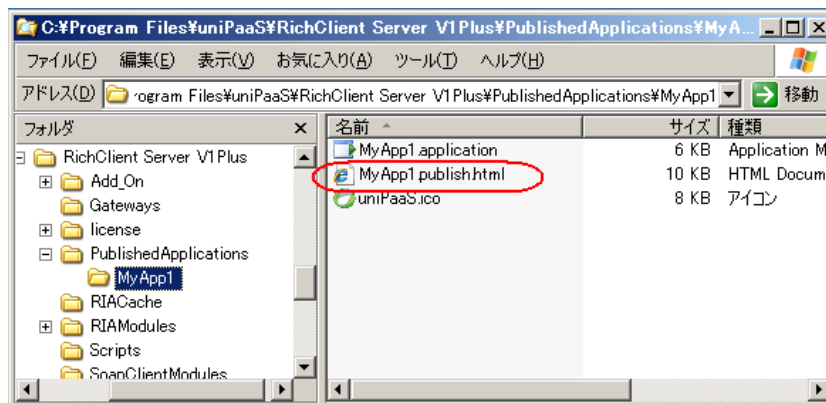 C:¥Program Files¥uniPaaS¥RichClient Server V1Plus¥PublishedApplications¥MyA...
ファイル(F) 編集(E) 表示(V) お気に入り(A) ツール(T) ヘルプ(H)
アドレス(D) rogram Files¥uniPaaS¥RichClient Server V1Plus¥PublishedApplications¥MyApp1 移動
フォルダ
名前 サイズ 種類
RichClient Server V1Plus
Add_On
Gateways
license
PublishedApplications
MyApp1
RIACache
RIAModules
Scripts
SoapClientModules
MyApp1.application 6 KB Application M
MyApp1.publish.html 10 KB HTML Docum
uniPaaS.ico 8 KB アイコン